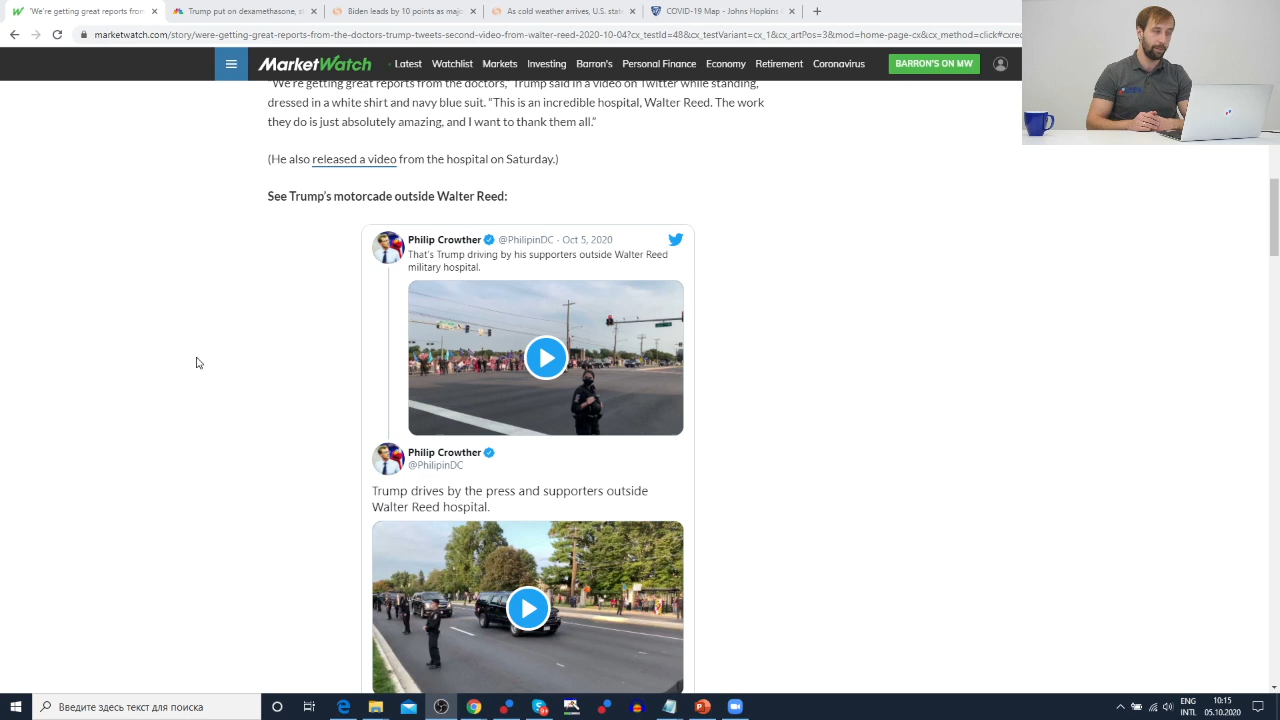 'We're getting great reports from
Trump put on dexamethasone, s
Biden leads by 10 points as majo
As cold weather arrives, U.S. stat
COVID-19 Map - Johns Hopkins
marketwatch.com/story/were-getting-great-reports-from-the-doctors-trump-tweets-second-video-from-walter-reed-2020-10-04?cx_testId=48&cx_testVariant=cx_1&cx_artPos=3&mod=home-page-cx&cx_method=click#cxrec
MarketWatch Latest Watchlist Markets Investing Barron's Personal Finance Economy Retirement Coronavirus BARRON'S ON MW
"We're getting great reports from the doctors," Trump said in a video on Twitter while standing,
dressed in a white shirt and navy blue suit. "This is an incredible hospital, Walter Reed. The work
they do is just absolutely amazing, and I want to thank them all."
(He also released a video from the hospital on Saturday.)
See Trump's motorcade outside Walter Reed:
Philip Crowther @PhilipinDC · Oct 5, 2020
That's Trump driving by his supporters outside Walter Reed
military hospital.
Philip Crowther
@PhilipinDC
Trump drives by the press and supporters outside
Walter Reed hospital.
Введите здесь текст для поиска
ENG
INTL
10:15
05.10.2020